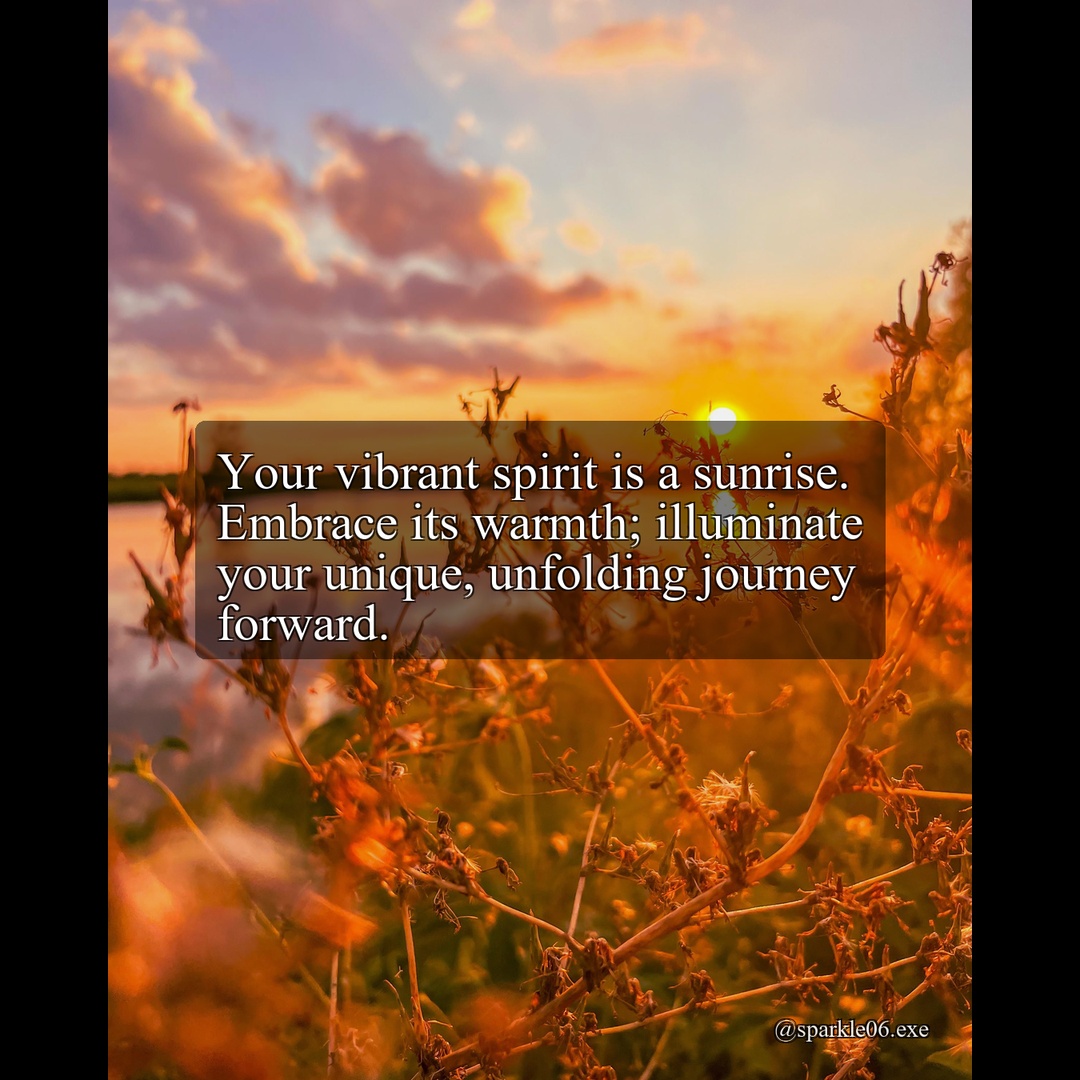 Your vibrant spirit is a sunrise.
Embrace its warmth; illuminate
your unique, unfolding journey
forward.
@sparkle06.exe